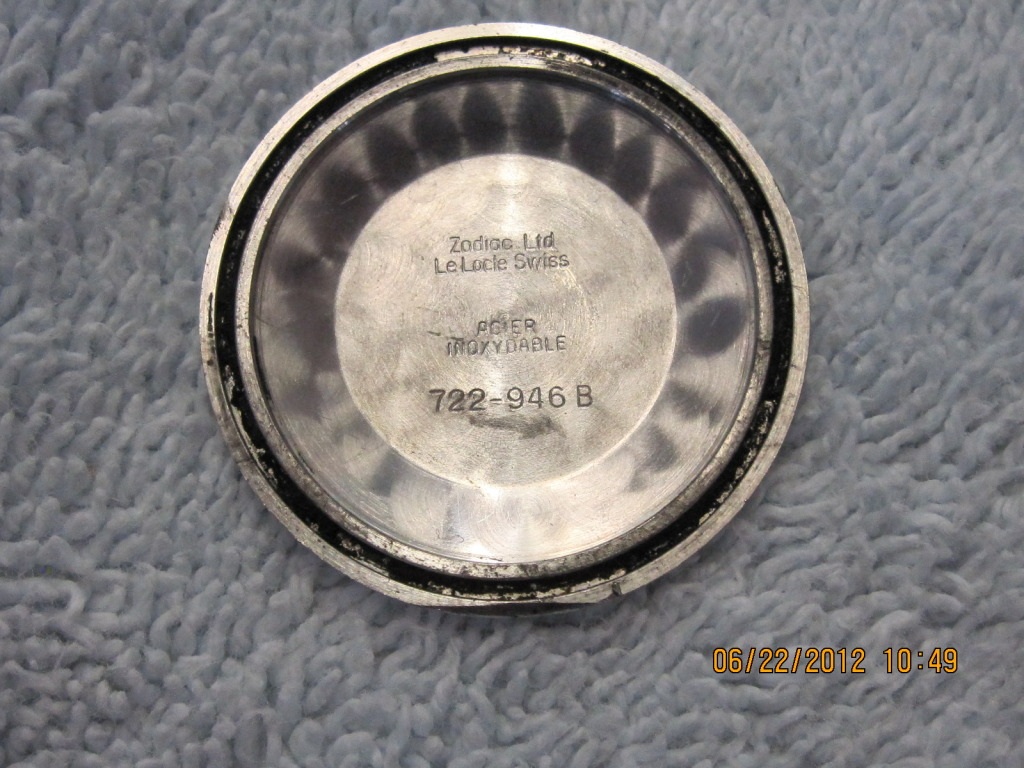 Zodiac Ltd
Le Locle Swiss
ACIER
INOXYDABLE
722-946 B
06/22/2012 10:49